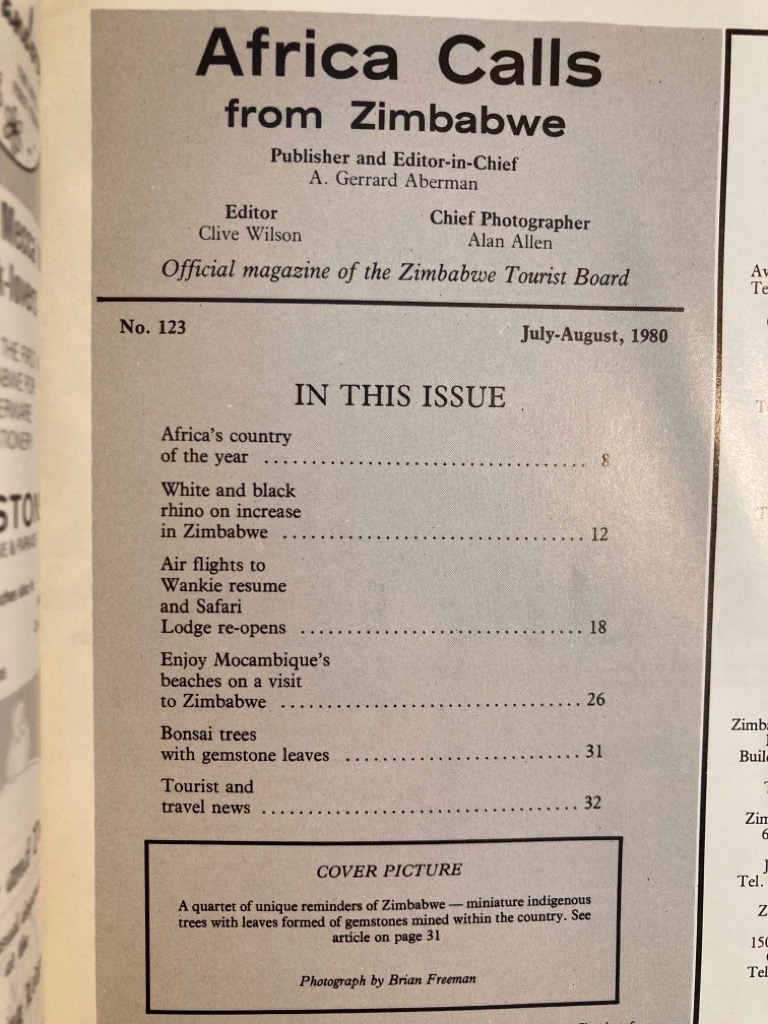 Africa Calls
from Zimbabwe
Publisher and Editor-in-Chief
A. Gerrard Aberman
Editor
Clive Wilson
Chief Photographer
Alan Allen
Official magazine of the Zimbabwe Tourist Board
No. 123
July-August, 1980
IN THIS ISSUE
Africa's country
of the year ........................................ 8
White and black
rhino on increase
in Zimbabwe ..................................... 12
Air flights to
Wankie resume
and Safari
Lodge re-opens .................................. 18
Enjoy Mocambique's
beaches on a visit
to Zimbabwe ..................................... 26
Bonsai trees
with gemstone leaves ............................. 31
Tourist and
travel news ....................................... 32
COVER PICTURE
A quartet of unique reminders of Zimbabwe — miniature indigenous
trees with leaves formed of gemstones mined within the country. See
article on page 31
Photograph by Brian Freeman
Tel.
150
Tel